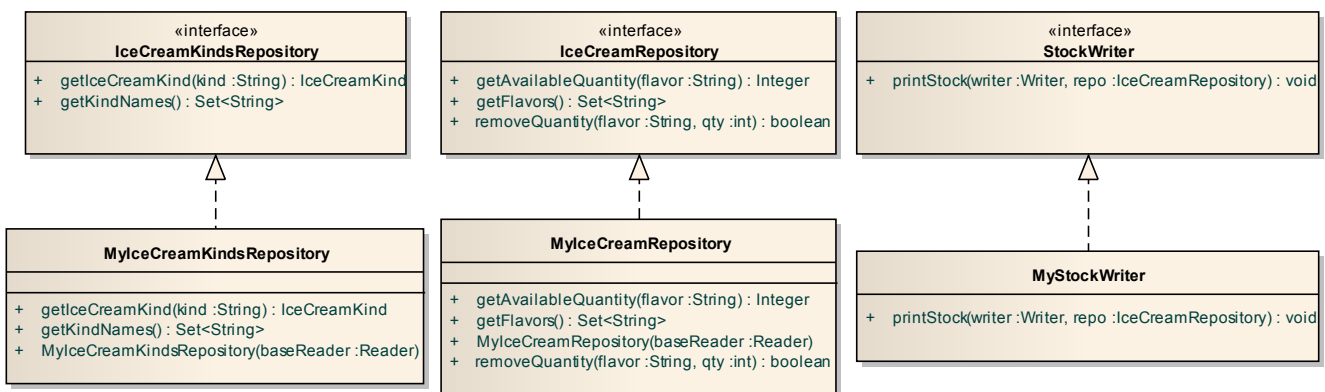 «interface»
IceCreamKindsRepository
+ getIceCreamKind(kind :String) : IceCreamKind
+ getKindNames() : Set<String>
«interface»
IceCreamRepository
+ getAvailableQuantity(flavor :String) : Integer
+ getFlavors() : Set<String>
+ removeQuantity(flavor :String, qty :int) : boolean
«interface»
StockWriter
+ printStock(writer :Writer, repo :IceCreamRepository) : void
MyIceCreamKindsRepository
+ getIceCreamKind(kind :String) : IceCreamKind
+ getKindNames() : Set<String>
+ MyIceCreamKindsRepository(baseReader :Reader)
MyIceCreamRepository
+ getAvailableQuantity(flavor :String) : Integer
+ getFlavors() : Set<String>
+ MyIceCreamRepository(baseReader :Reader)
+ removeQuantity(flavor :String, qty :int) : boolean
MyStockWriter
+ printStock(writer :Writer, repo :IceCreamRepository) : void